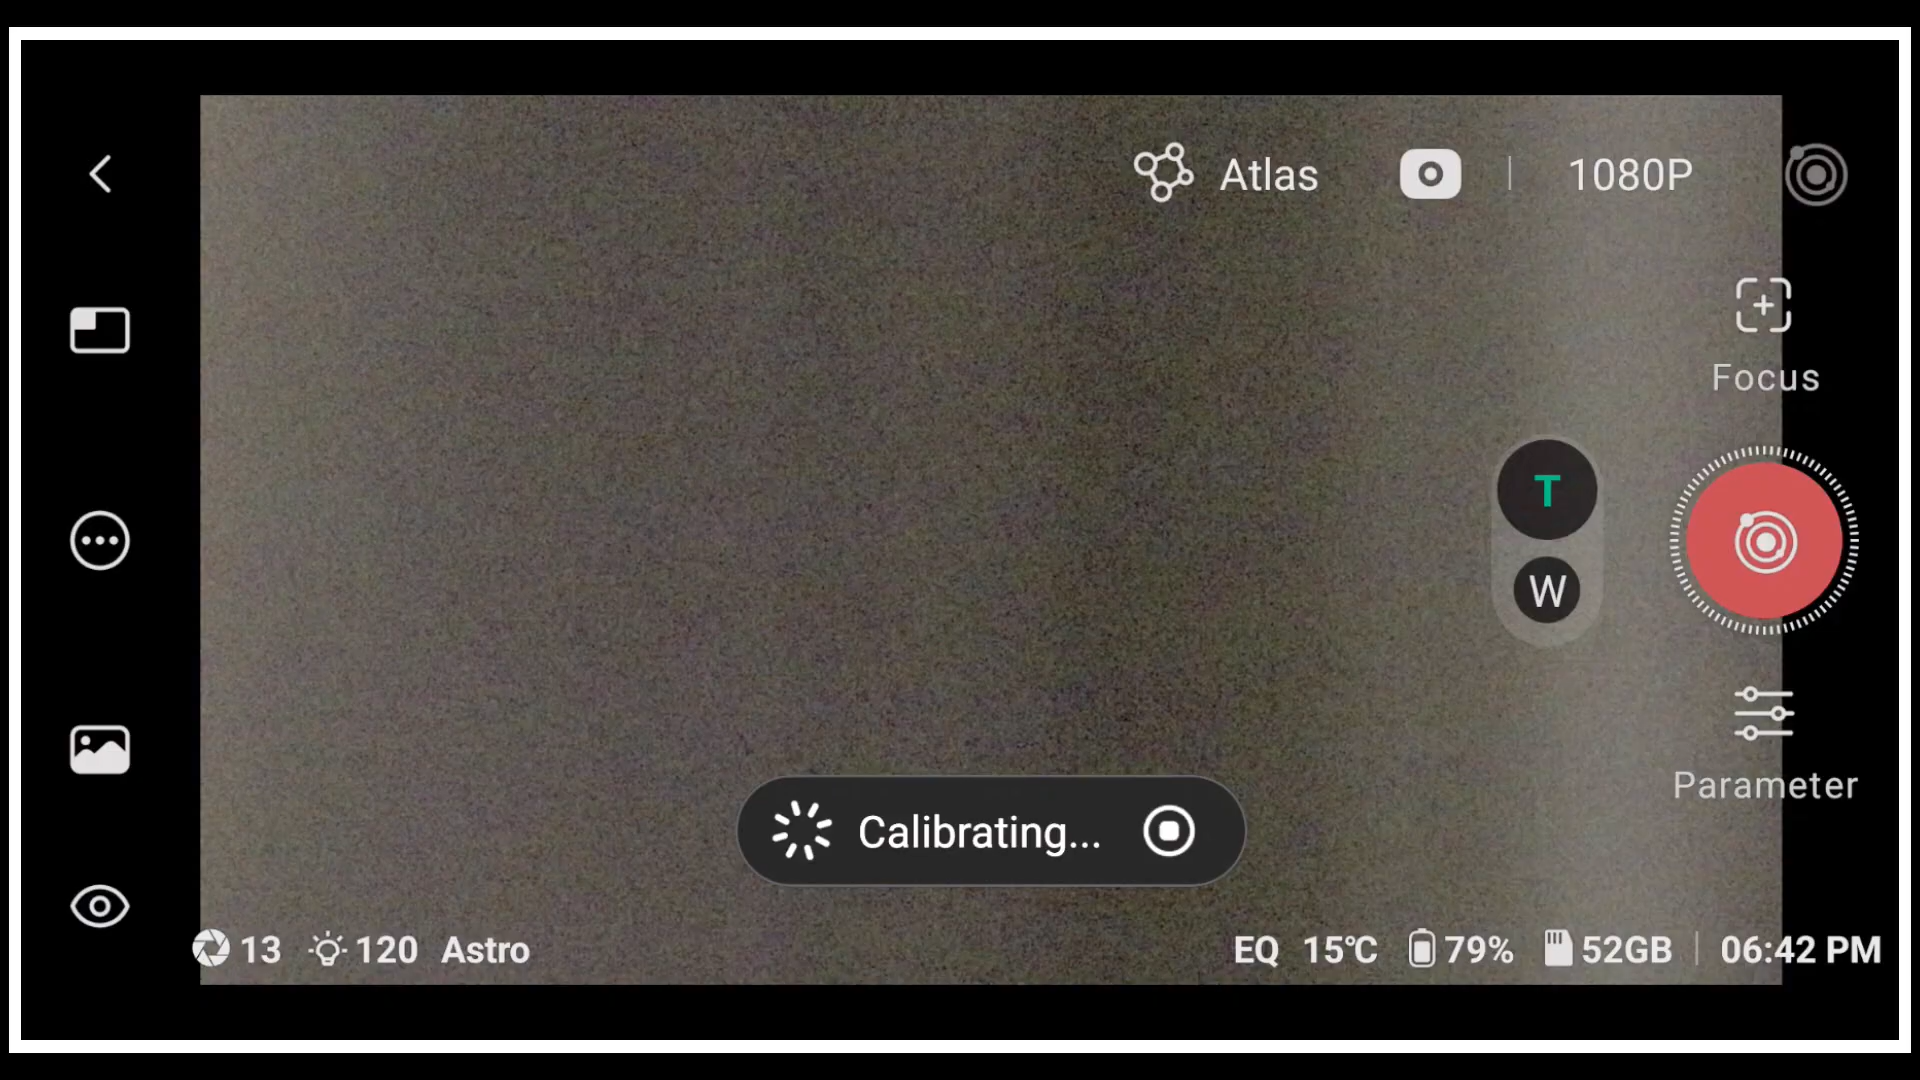 Atlas
1080P
Focus
T
W
Calibrating...
Parameter
13 120 Astro
EQ 15°C 79% 52GB 06:42 PM